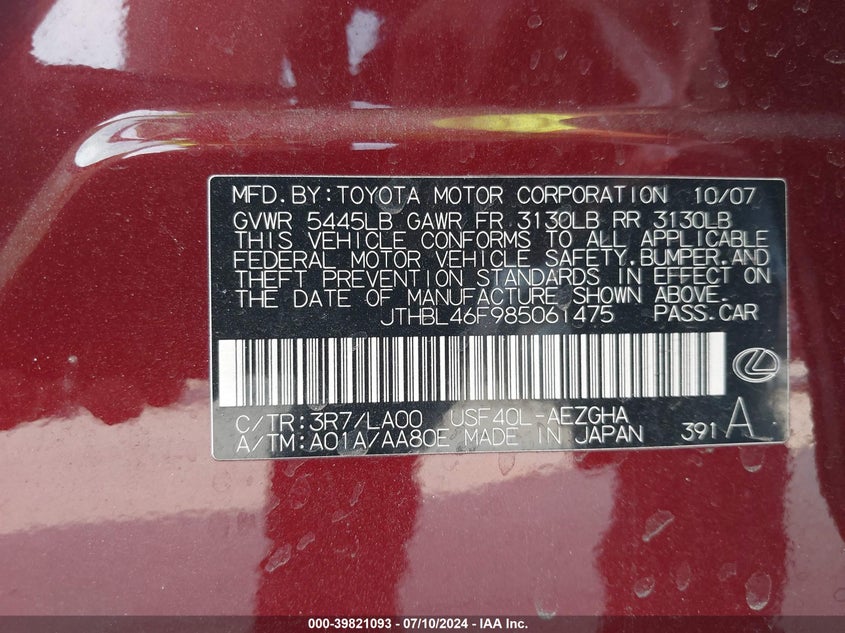 MFD.BY:TOYOTA MOTOR CORPORATION 10/07
GVWR 5445LB GAWR FR 3130LB RR 3130LB
THIS VEHICLE CONFORMS TO ALL APPLICABLE
FEDERAL MOTOR VEHICLE SAFETY,BUMPER,AND
THEFT PREVENTION STANDARDS IN EFFECT ON
THE DATE OF MANUFACTURE SHOWN ABOVE.
JTHBL46F985061475 PASS.CAR
C/TR:3R7/LA00 USF40L-AEZGHA
A/TM:A01A/AA80E MADE IN JAPAN 391 A
000-39821093 - 07/10/2024 - IAA Inc.